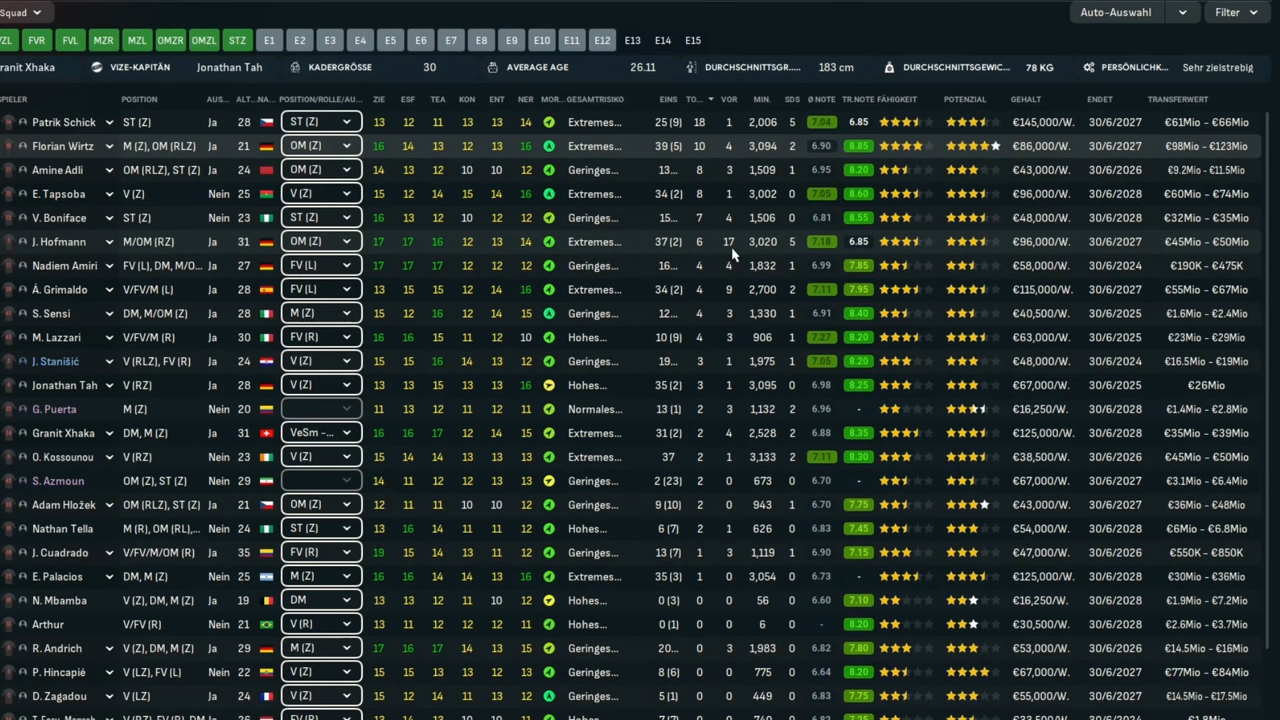 Squad Auto-Auswahl Filter
VZL FVR FVL MZR MZL OMZR OMZL STZ E1 E2 E3 E4 E5 E6 E7 E8 E9 E10 E11 E12 E13 E14 E15
Granit Xhaka VIZE-KAPITÄN Jonathan Tah KADERGRÖSSE 30 AVERAGE AGE 26.11 DURCHSCHNITTSGR..... 183 cm DURCHSCHNITTSGEWIC... 78 KG PERSÖNLICHK... Sehr zielstrebig
SPIELER POSITION AUS... ALT... NA... POSITION/ROLLE/AU... ZIE ESF TEA KON ENT NER MOR... GESAMTRISIKO EINS TO... VOR MIN. SDS Ø NOTE TR.NOTE FÄHIGKEIT POTENZIAL GEHALT ENDET TRANSFERWERT
Patrik Schick ST (Z) Ja 28 ST (Z) 13 12 11 13 13 14 Extremes... 25 (9) 18 1 2,006 2 7.04 6.85 €145,000/W. 30/6/2027 €61Mio - €66Mio
Florian Wirtz M (Z), OM (RLZ) Ja 21 OM (Z) 16 14 13 12 13 16 Extremes... 39 (5) 10 4 3,094 2 6.90 8.85 €86,000/W. 30/6/2027 €98Mio - €123Mio
Amine Adli OM (RLZ), ST (Z) Ja 24 OM (Z) 14 13 12 10 10 12 Geringes... 13... 8 3 1,509 1 6.95 8.20 €43,000/W. 30/6/2026 €9.2Mio - €11.5Mio
E. Tapsoba V (Z) Nein 25 V (Z) 15 12 15 14 15 16 Extremes... 34 (2) 8 1 3,002 0 7.05 8.60 €96,000/W. 30/6/2028 €60Mio - €74Mio
V. Boniface ST (Z) Nein 23 ST (Z) 16 13 12 10 12 12 Geringes... 15... 7 4 1,506 0 6.81 8.55 €48,000/W. 30/6/2028 €32Mio - €35Mio
J. Hofmann M/OM (RZ) Ja 31 OM (Z) 17 17 16 12 13 14 Extremes... 37 (2) 6 17 3,020 5 7.18 6.85 €96,000/W. 30/6/2027 €45Mio - €50Mio
Nadiem Amiri FV (L), DM, M/O... Ja 27 FV (L) 17 17 17 12 13 12 Geringes... 16... 4 4 1,832 1 6.99 7.85 €58,000/W. 30/6/2024 €190K - €475K
Á. Grimaldo V/FV/M (L) Ja 28 FV (L) 15 13 15 12 14 16 Extremes... 34 (2) 4 9 2,700 2 7.11 7.95 €115,000/W. 30/6/2027 €55Mio - €67Mio
S. Sensi DM, M/OM (Z) Ja 28 M (Z) 15 15 14 13 14 15 Geringes... 12... 4 3 1,330 1 6.91 8.40 €40,500/W. 30/6/2025 €1.6Mio - €2.4Mio
M. Lazzari V/FV/M (R) Ja 30 FV (R) 16 16 15 11 12 10 Hohes... 10 (9) 4 3 906 1 7.27 8.20 €63,000/W. 30/6/2025 €23Mio - €29Mio
J. Stanišić V (RLZ), FV (R) Ja 24 V (Z) 15 15 16 14 13 12 Geringes... 19... 3 1 1,975 1 7.05 8.20 €48,000/W. 30/6/2024 €16.5Mio - €19Mio
Jonathan Tah V (RZ) Ja 28 V (Z) 13 13 15 13 13 16 Hohes... 35 (2) 3 1 3,095 0 6.98 8.25 €67,000/W. 30/6/2025 €26Mio
G. Puerta M (Z) Nein 20 11 13 12 11 12 11 Normales... 13 (1) 2 3 1,132 2 6.96 - €16,250/W. 30/6/2028 €1.4Mio - €2.8Mio
Granit Xhaka DM, M (Z) Ja 31 VeSm -... 16 16 17 12 14 15 Extremes... 31 (2) 2 4 2,528 2 6.88 8.35 €125,000/W. 30/6/2028 €35Mio - €39Mio
O. Kossounou V (RZ) Nein 23 V (Z) 15 15 14 12 13 12 Extremes... 37 2 1 3,133 2 7.11 8.30 €38,500/W. 30/6/2026 €45Mio - €50Mio
S. Azmoun OM (Z), ST (Z) Nein 29 14 11 12 12 13 12 Geringes... 2 (23) 2 0 673 0 6.70 - €67,000/W. 30/6/2027 €3.1Mio - €6.4Mio
Adam Hložek OM (RLZ), ST (Z) Ja 23 OM (Z) 12 11 14 10 10 12 Geringes... 9 (10) 2 4 943 1 6.70 7.75 €43,000/W. 30/6/2027 €36Mio - €48Mio
Nathan Tella M (R), OM (RL),... Nein 24 ST (Z) 13 16 14 11 13 13 Geringes... 6 (7) 2 1 626 0 6.83 7.45 €54,000/W. 30/6/2028 €6Mio - €6.8Mio
J. Cuadrado V/FV/M/OM (R) Ja 35 FV (R) 19 15 14 13 13 12 Geringes... 13 (7) 1 3 1,119 1 6.90 7.15 €47,000/W. 30/6/2025 €550K - €850K
E. Palacios DM, M (Z) Nein 25 M (Z) 16 16 14 14 13 16 Geringes... 35 (3) 1 0 3,054 0 6.73 - €125,000/W. 30/6/2028 €30Mio - €36Mio
N. Mbamba V (Z), DM, M (Z) Ja 19 DM 13 13 12 11 10 12 Hohes... 0 (3) 0 0 56 0 6.60 7.10 €16,250/W. 30/6/2028 €1.9Mio - €7.2Mio
Arthur V/FV (R) Nein 21 V (R) 13 11 12 12 11 12 Hohes... 0 (1) 0 0 6 0 - 8.20 €30,500/W. 30/6/2028 €2.6Mio - €3.7Mio
R. Andrich V (Z), DM, M (Z) Ja 29 M (Z) 17 16 17 14 13 15 Geringes... 20... 0 3 1,983 0 6.82 7.80 €53,000/W. 30/6/2028 €14.5Mio - €16Mio
P. Hincapié V (LZ), FV (L) Nein 22 V (Z) 15 15 14 12 12 12 Geringes... 8 (6) 0 1 775 0 6.64 8.20 €67,000/W. 30/6/2027 €77Mio - €84Mio
D. Zagadou V (LZ) Ja 24 V (Z) 15 12 14 12 13 12 Geringes... 5 (1) 0 0 449 0 6.83 7.75 €55,000/W. 30/6/2028 €14.5Mio - €17.5Mio